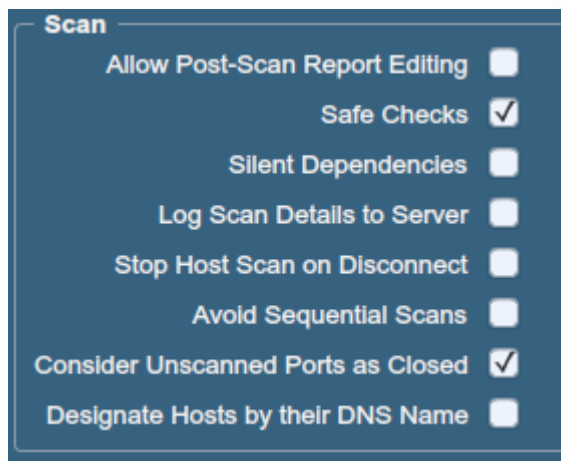 Scan
Allow Post-Scan Report Editing
Safe Checks
Silent Dependencies
Log Scan Details to Server
Stop Host Scan on Disconnect
Avoid Sequential Scans
Consider Unscanned Ports as Closed
Designate Hosts by their DNS Name